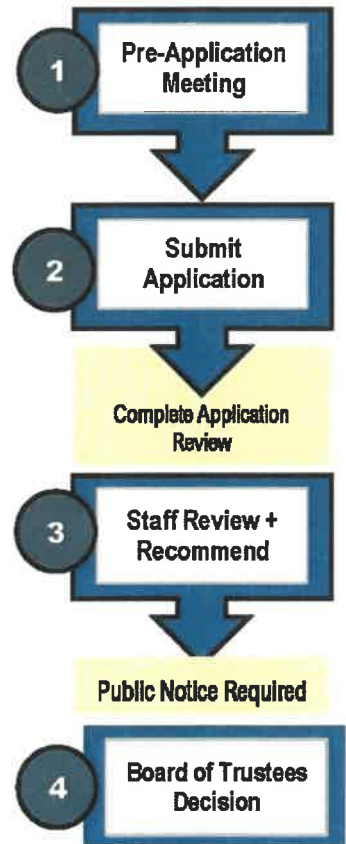 1
Pre-Application
Meeting
2
Submit
Application
Complete Application
Review
3
Staff Review +
Recommend
Public Notice Required
4
Board of Trustees
Decision